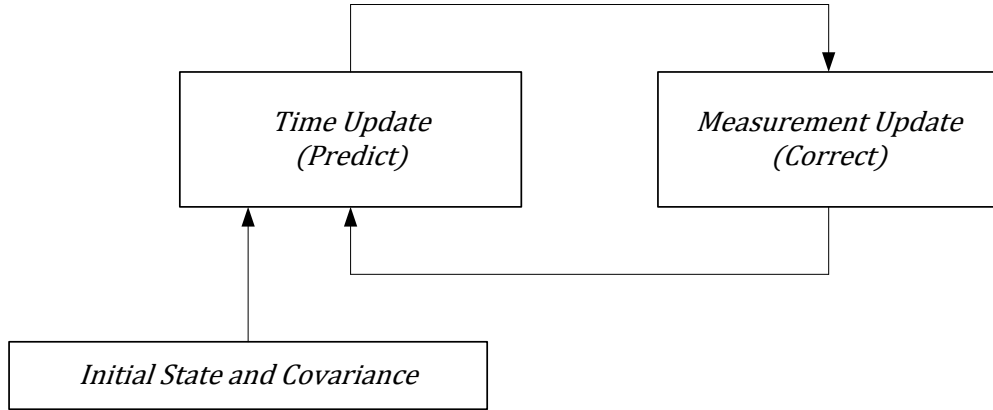 Time Update
(Predict)
Measurement Update
(Correct)
Initial State and Covariance